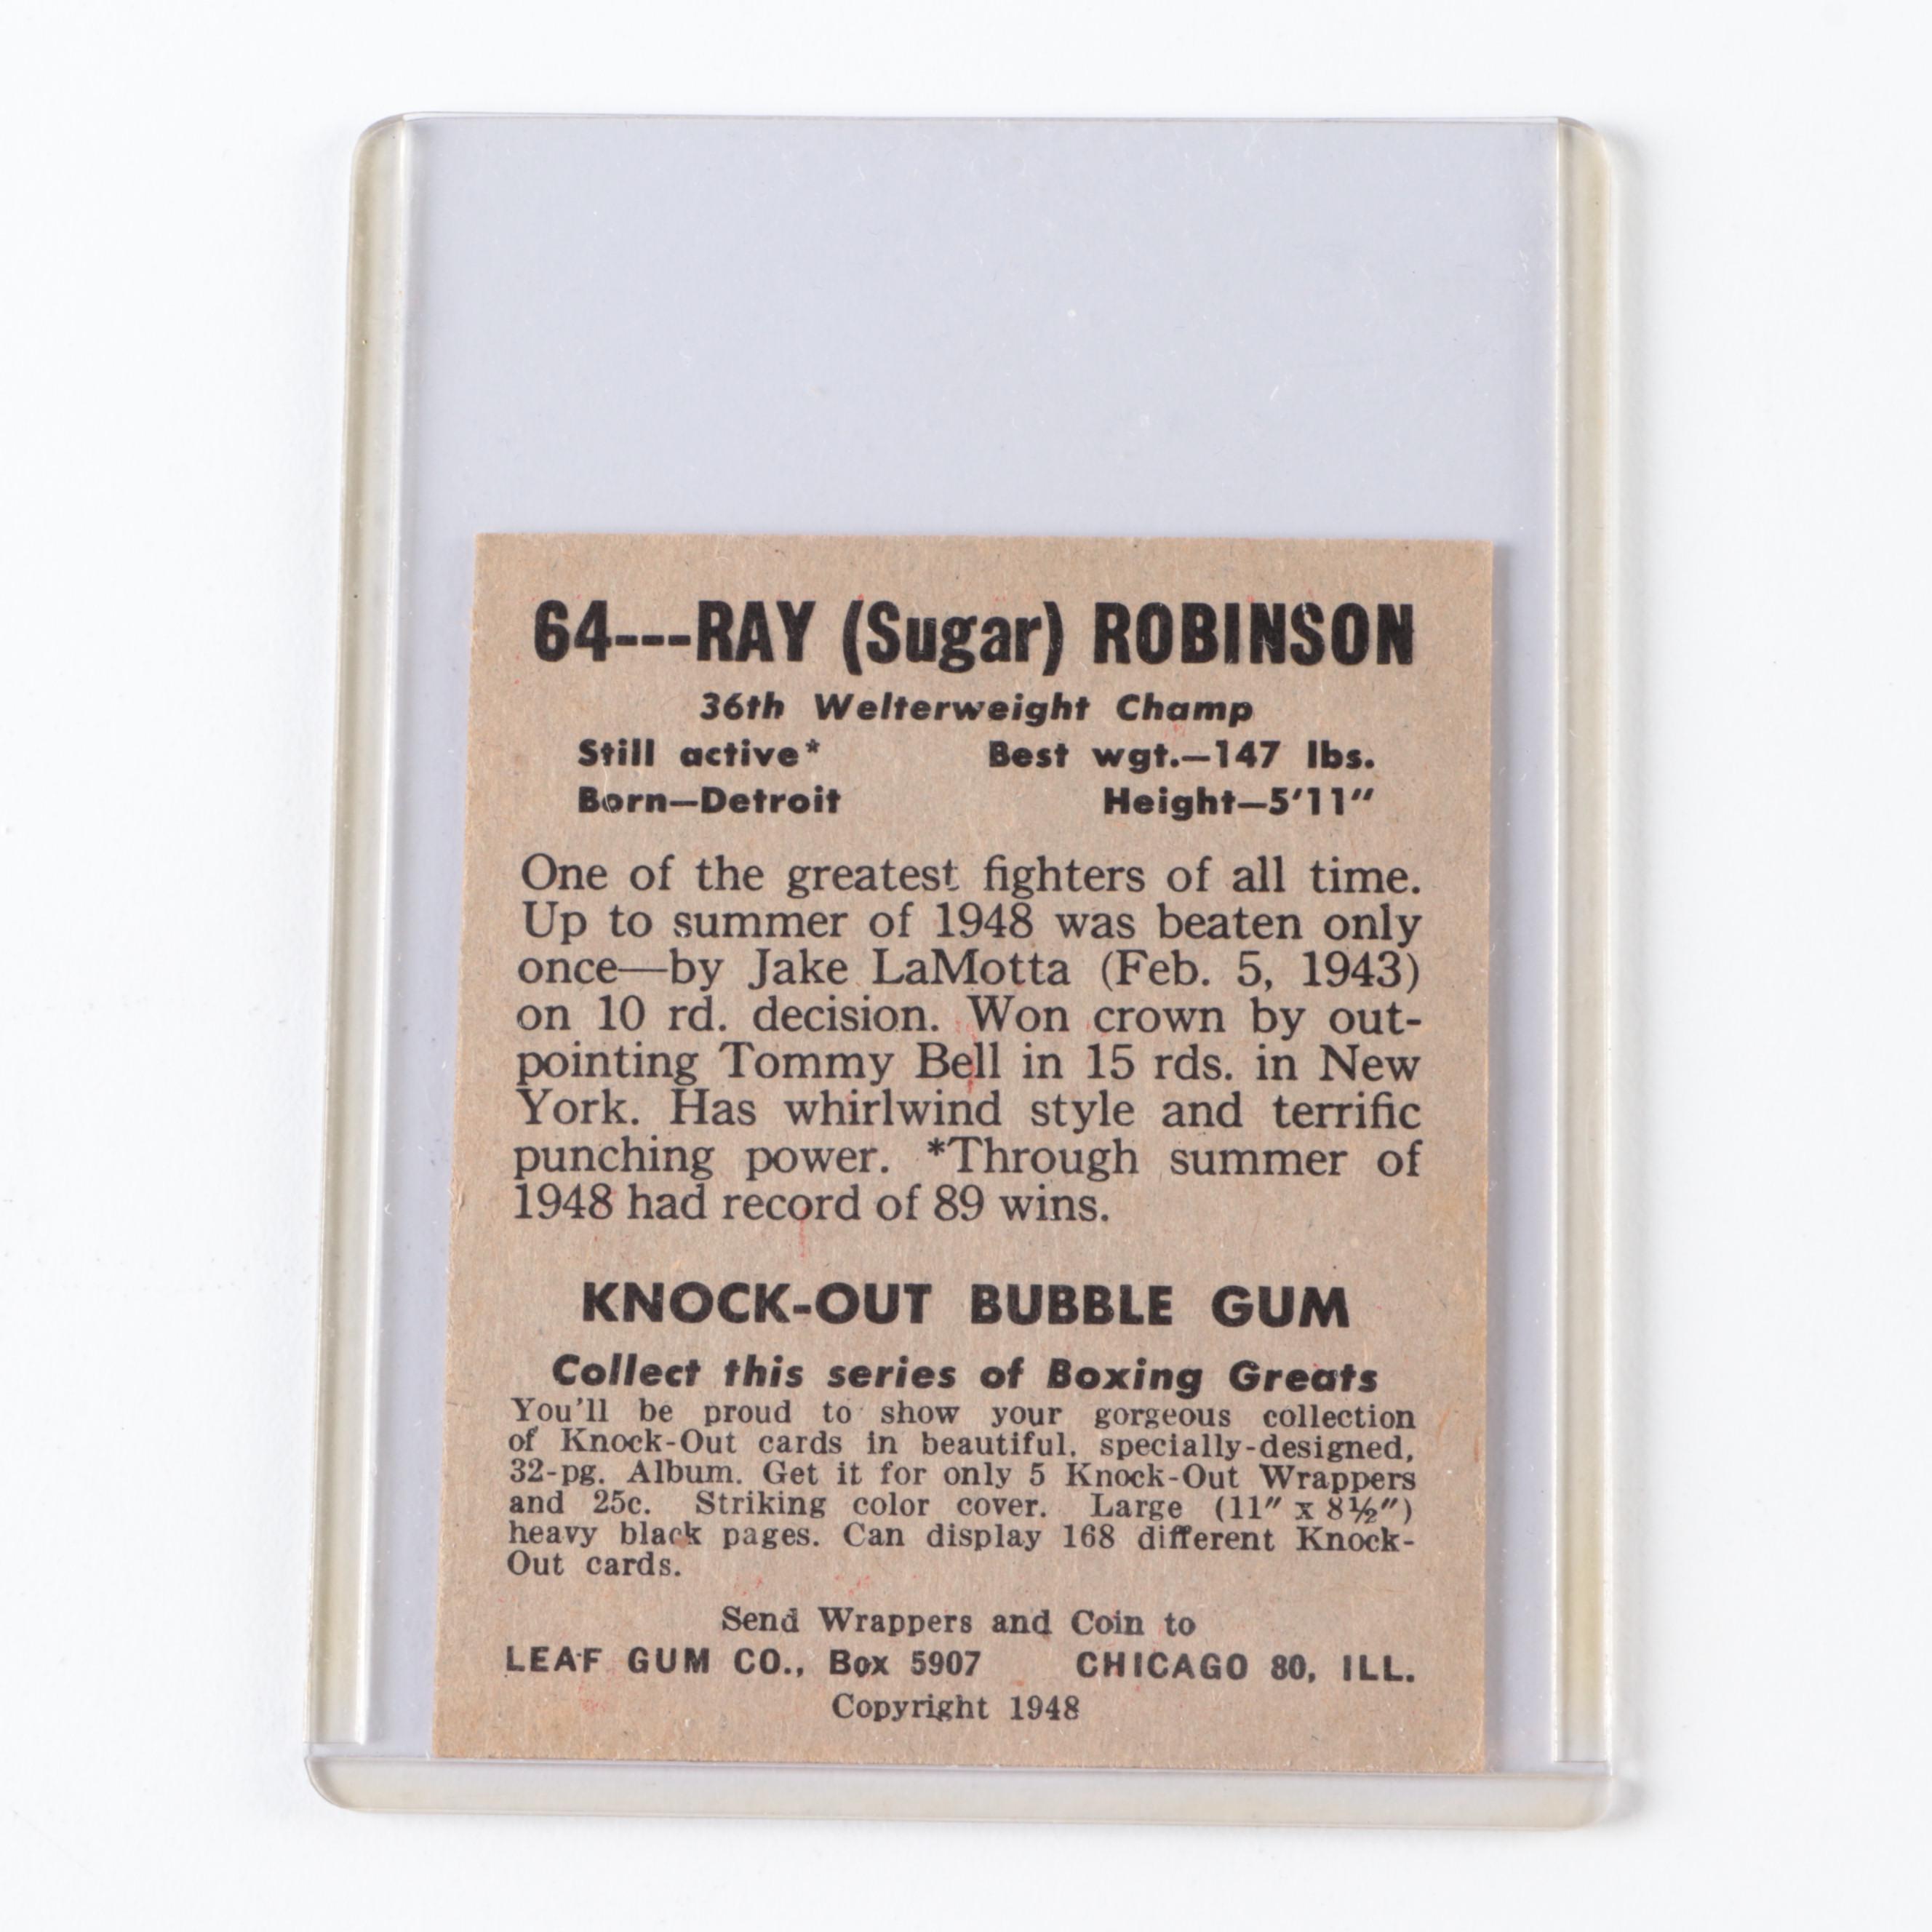 64---RAY (Sugar) ROBINSON
36th Welterweight Champ
Still active* Best wgt.—147 lbs.
Born—Detroit Height—5'11"
One of the greatest fighters of all time.
Up to summer of 1948 was beaten only
once—by Jake LaMotta (Feb. 5, 1943)
on 10 rd. decision. Won crown by out-
pointing Tommy Bell in 15 rds. in New
York. Has whirlwind style and terrific
punching power. *Through summer of
1948 had record of 89 wins.
KNOCK-OUT BUBBLE GUM
Collect this series of Boxing Greats
You'll be proud to show your gorgeous collection
of Knock-Out cards in beautiful, specially-designed,
32-pg. Album. Get it for only 5 Knock-Out Wrappers
and 25c. Striking color cover. Large (11" x 8½")
heavy black pages. Can display 168 different Knock-
Out cards.
Send Wrappers and Coin to
LEAF GUM CO., Box 5907 CHICAGO 80, ILL.
Copyright 1948